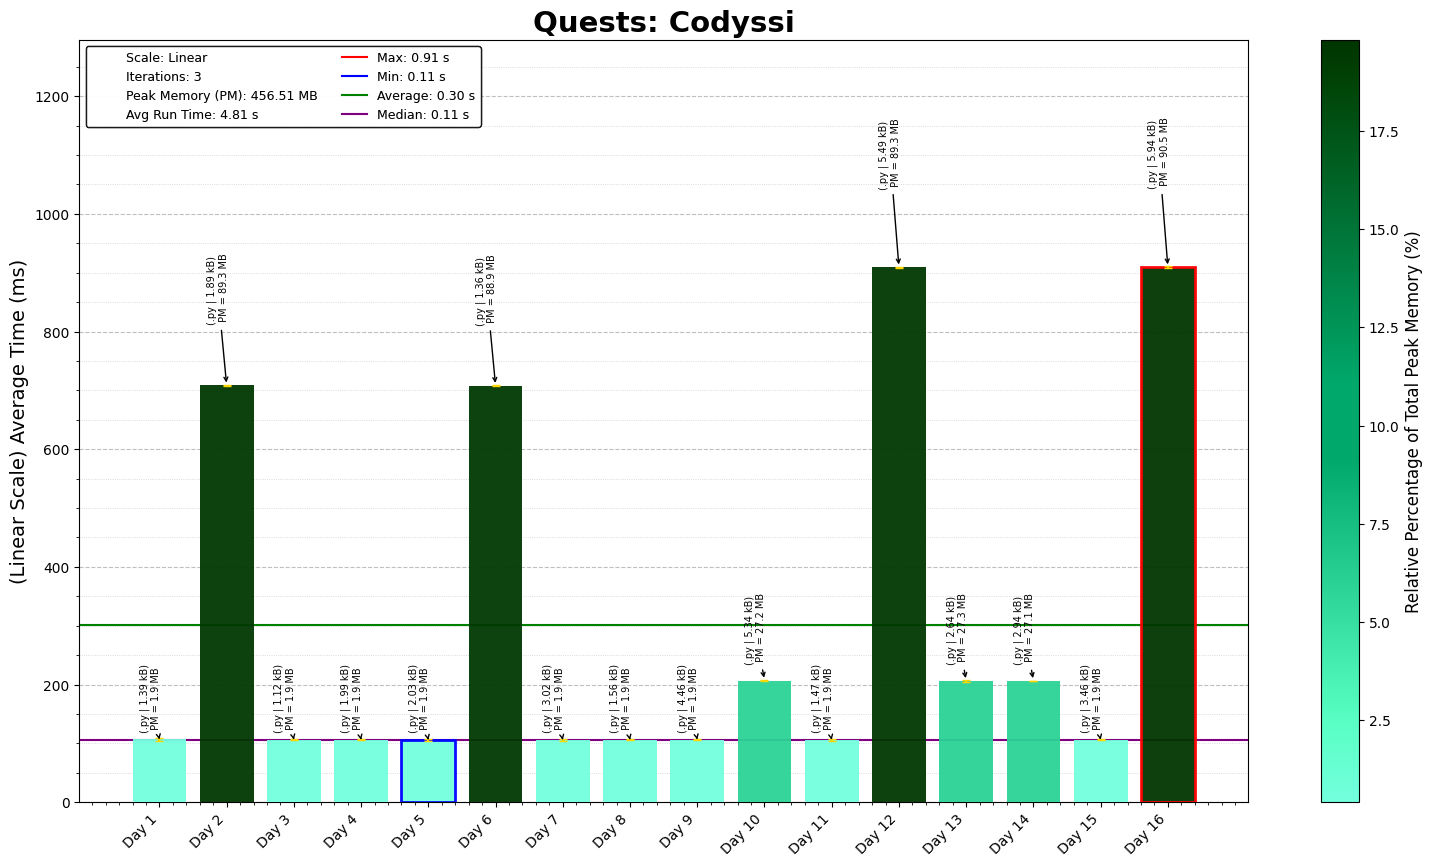 Quests: Codyssi
Scale: Linear
Iterations: 3
Peak Memory (PM): 456.51 MB
Avg Run Time: 4.81 s
Max: 0.91 s
Min: 0.11 s
Average: 0.30 s
Median: 0.11 s
(Linear Scale) Average Time (ms)
1200
1000
800
600
400
200
0
(.py | 1.39 kB)
PM = 1.9 MB
(.py | 1.89 kB)
PM = 89.3 MB
(.py | 1.12 kB)
PM = 1.9 MB
(.py | 1.99 kB)
PM = 1.9 MB
(.py | 2.03 kB)
PM = 1.9 MB
(.py | 1.36 kB)
PM = 88.9 MB
(.py | 3.02 kB)
PM = 1.9 MB
(.py | 1.56 kB)
PM = 1.9 MB
(.py | 4.46 kB)
PM = 1.9 MB
(.py | 5.34 kB)
PM = 27.2 MB
(.py | 1.47 kB)
PM = 1.9 MB
(.py | 5.49 kB)
PM = 89.3 MB
(.py | 2.64 kB)
PM = 27.3 MB
(.py | 2.94 kB)
PM = 27.1 MB
(.py | 3.46 kB)
PM = 1.9 MB
(.py | 5.94 kB)
PM = 90.5 MB
Day 1
Day 2
Day 3
Day 4
Day 5
Day 6
Day 7
Day 8
Day 9
Day 10
Day 11
Day 12
Day 13
Day 14
Day 15
Day 16
17.5
15.0
12.5
10.0
7.5
5.0
2.5
Relative Percentage of Total Peak Memory (%)